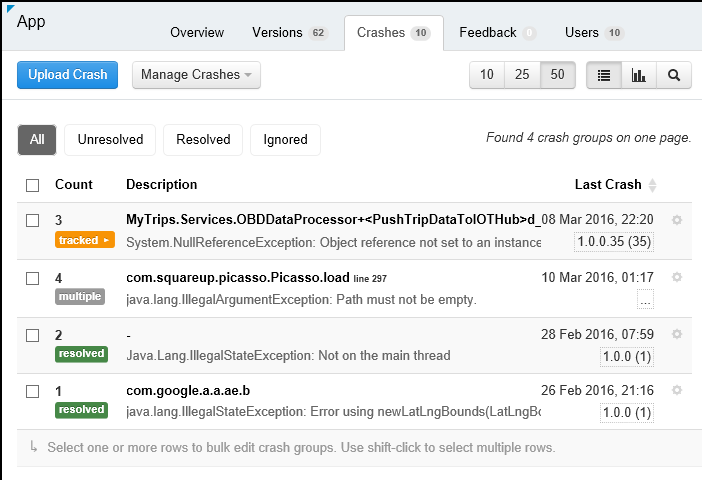 App
Overview Versions 62 Crashes 10 Feedback 0 Users 10
Upload Crash Manage Crashes 10 25 50
All Unresolved Resolved Ignored Found 4 crash groups on one page.
Count Description Last Crash
3 MyTrips.Services.OBDDataProcessor+<PushTripDataToIOTHub>d_ 08 Mar 2016, 22:20
tracked System.NullReferenceException: Object reference not set to an instance 1.0.0.35 (35)
4 com.squareup.picasso.Picasso.load line 297 10 Mar 2016, 01:17
multiple java.lang.IllegalArgumentException: Path must not be empty. ...
2 - 28 Feb 2016, 07:59
resolved Java.Lang.IllegalStateException: Not on the main thread 1.0.0 (1)
1 com.google.a.a.ae.b 26 Feb 2016, 21:16
resolved java.lang.IllegalStateException: Error using newLatLngBounds(LatLngBo 1.0.0 (1)
Select one or more rows to bulk edit crash groups. Use shift-click to select multiple rows.